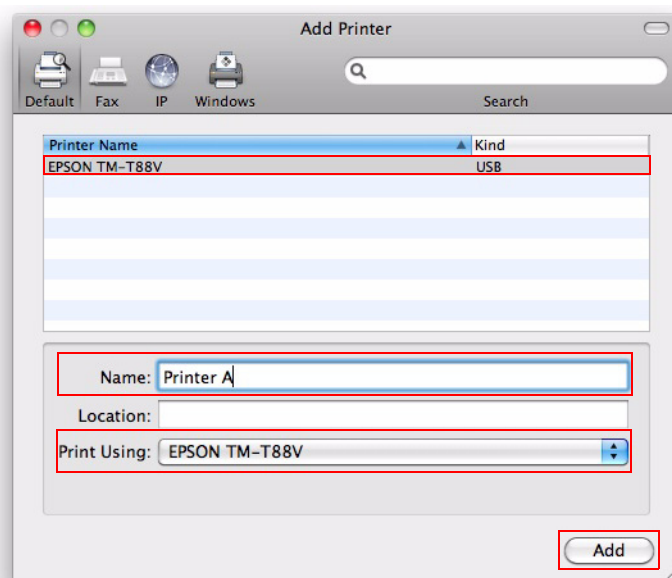 Add Printer
Default Fax IP Windows Search
Printer Name Kind
EPSON TM-T88V USB
Name: Printer A
Location:
Print Using: EPSON TM-T88V
Add